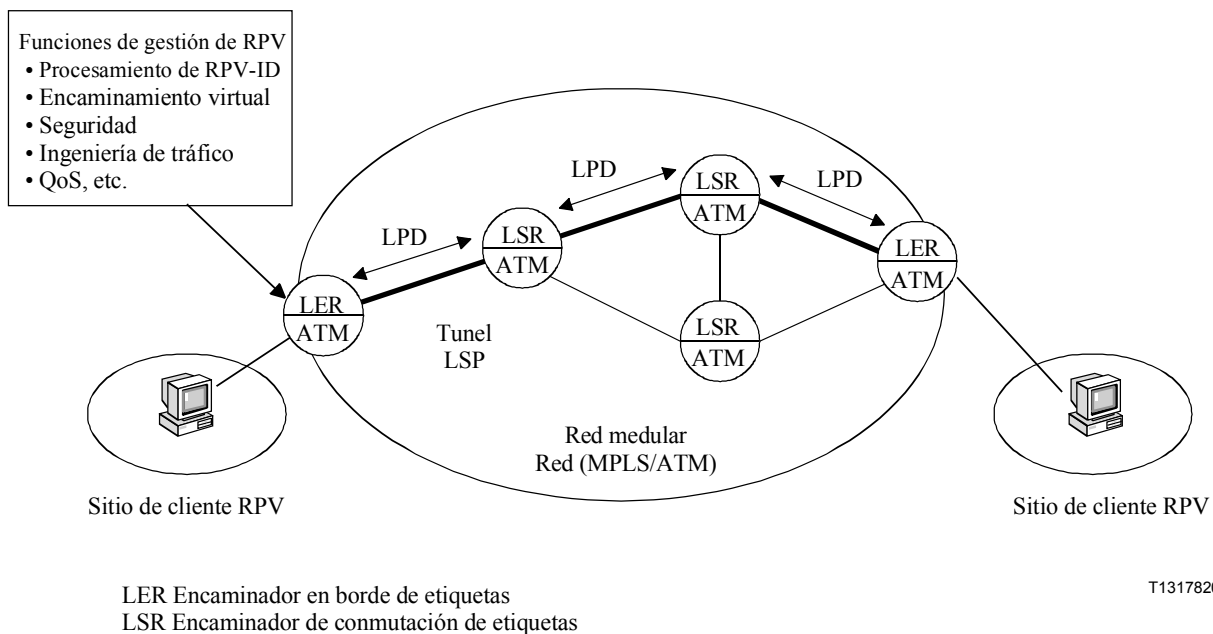 Funciones de gestión de RPV
• Procesamiento de RPV-ID
• Encaminamiento virtual
• Seguridad
• Ingeniería de tráfico
• QoS, etc.
LPD
LPD
LPD
LSR
ATM
LSR
ATM
LER
ATM
LER
ATM
LSR
ATM
Tunel
LSP
Red medular
Red (MPLS/ATM)
Sitio de cliente RPV
Sitio de cliente RPV
LER Encaminador en borde de etiquetas
LSR Encaminador de conmutación de etiquetas